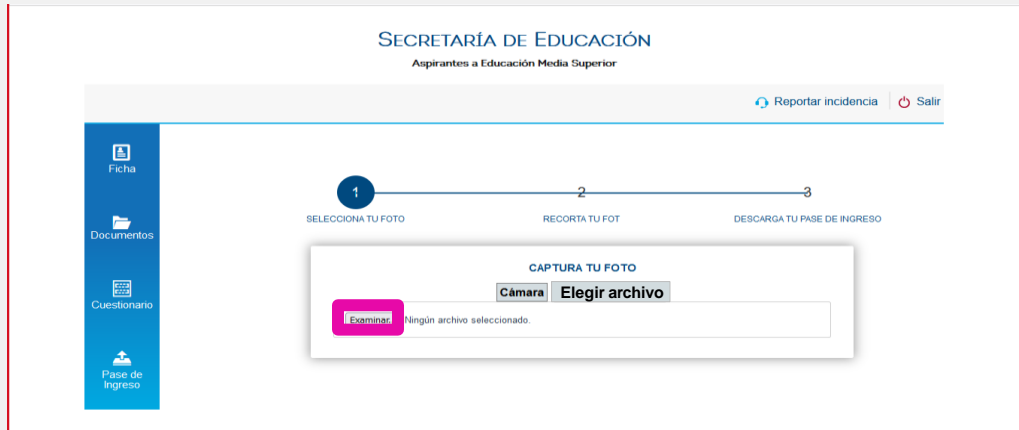 SECRETARÍA DE EDUCACIÓN
Aspirantes a Educación Media Superior
Reportar incidencia
Salir
Ficha
Documentos
Cuestionario
Pase de
Ingreso
1
2
3
SELECCIONA TU FOTO
RECORTA TU FOT
DESCARGA TU PASE DE INGRESO
CAPTURA TU FOTO
Cámara Elegir archivo
Examinar. Ningún archivo seleccionado.